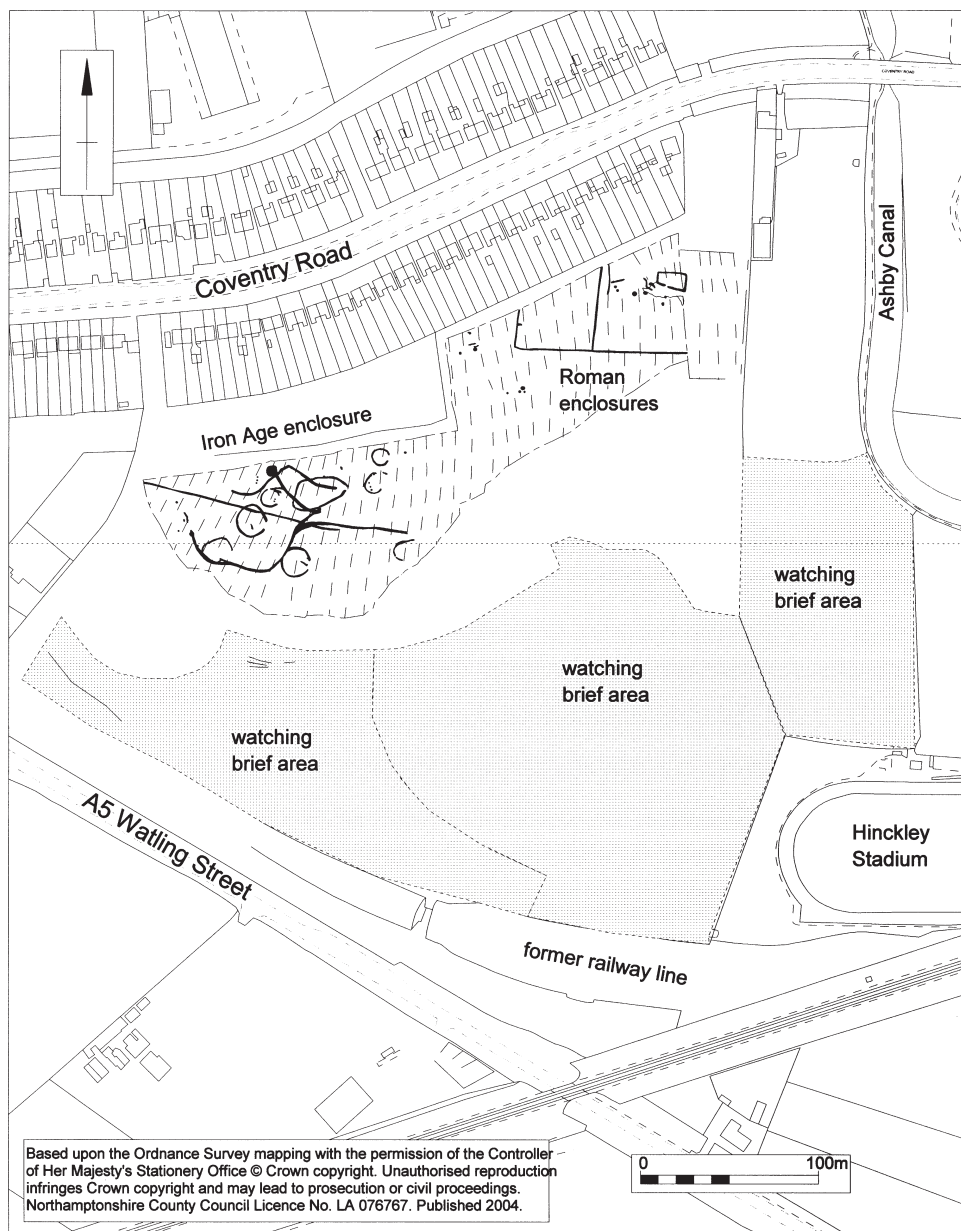 COVENTRY ROAD
Ashby Canal
Coventry Road
Roman
enclosures
Iron Age enclosure
watching
brief area
watching
brief area
watching
brief area
A5 Watling Street
Hinckley
Stadium
former railway line
Based upon the Ordnance Survey mapping with the permission of the Controller
of Her Majesty's Stationery Office © Crown copyright. Unauthorised reproduction
infringes Crown copyright and may lead to prosecution or civil proceedings.
Northamptonshire County Council Licence No. LA 076767. Published 2004.
0 100m